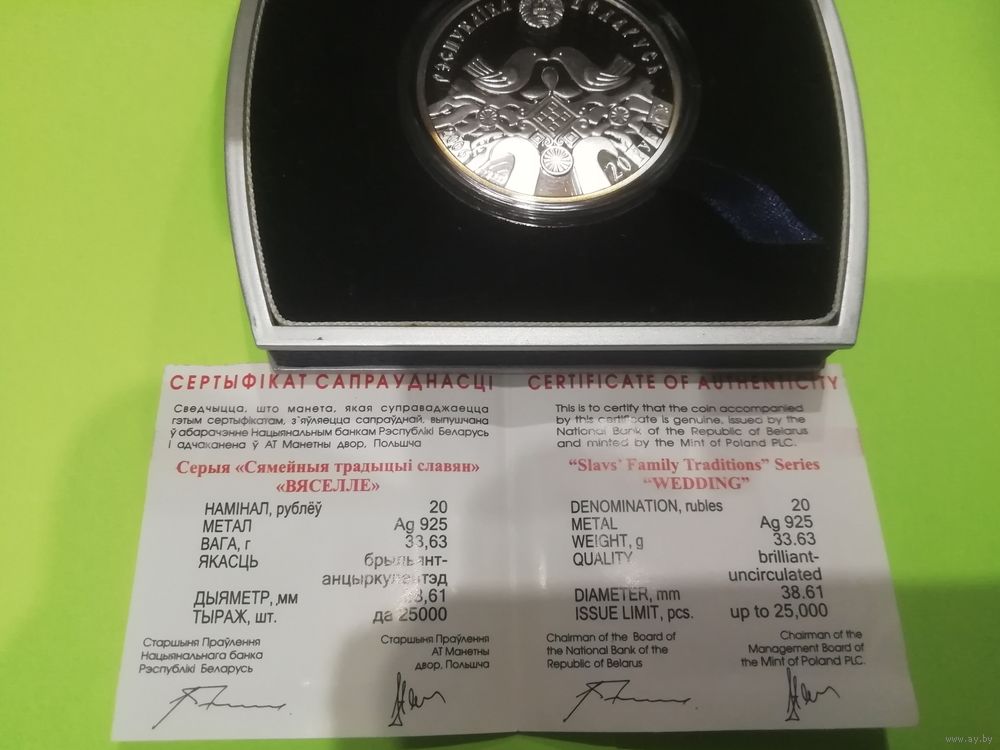 РЭСПУБЛІКА БЕЛАРУСЬ
20
СЕРТЫФІКАТ САПРАЎДНАСЦІ
Сведчыцца, што манета, якая суправаджаецца
гэтым сертыфікатам, з'яўляецца сапраўднай, выпушчана
ў абарачэнне Нацыянальным банкам Рэспублікі Беларусь
і адчаканена ў АТ Манетны двор, Польшча
Серыя «Сямейныя традыцыі славян»
«ВЯСЕЛЛЕ»
НАМІНАЛ, рублёў 20
МЕТАЛ Ag 925
ВАГА, г 33,63
ЯКАСЦЬ брыльянт-
анцыркулентэд
ДЫЯМЕТР, мм 38,61
ТЫРАЖ, шт. да 25000
Старшыня Праўлення
Нацыянальнага банка
Рэспублікі Беларусь
Старшыня Праўлення
АТ Манетны
двор, Польшча
CERTIFICATE OF AUTHENTICITY
This is to certify that the coin accompanied
by this certificate is genuine, issued by the
National Bank of the Republic of Belarus
and minted by the Mint of Poland PLC.
“Slavs’ Family Traditions” Series
“WEDDING”
DENOMINATION, rubles 20
METAL Ag 925
WEIGHT, g 33.63
QUALITY brilliant-
uncirculated
DIAMETER, mm 38.61
ISSUE LIMIT, pcs. up to 25,000
Chairman of the Board of
the National Bank of the
Republic of Belarus
Chairman of the
Management Board of
the Mint of Poland PLC.
www.ay.by